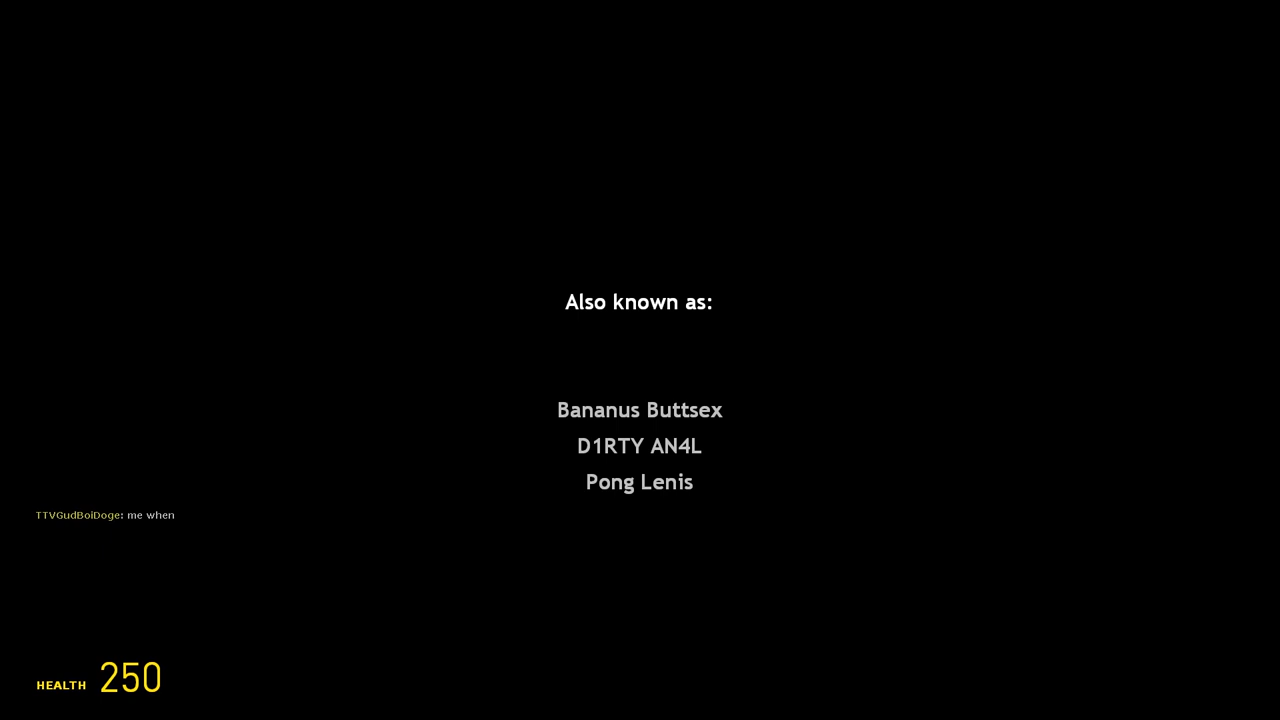 Also known as:
Bananus Buttsex
D1RTY AN4L
Pong Lenis
TTVGudBoiDoge: me when
HEALTH 250